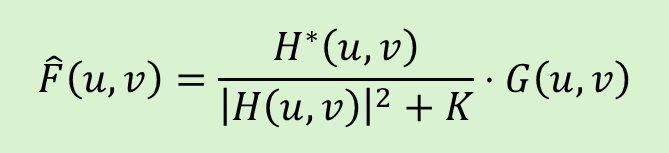 F̂(u,v) = H*(u,v) / (|H(u,v)|² + K) · G(u,v)